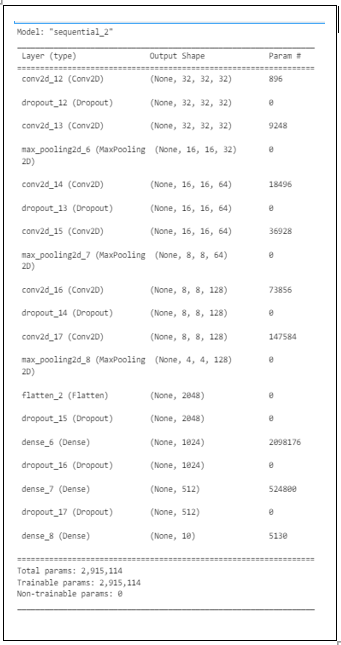 Model: "sequential_2"
Layer (type) Output Shape Param #
conv2d_12 (Conv2D) (None, 32, 32, 32) 896
dropout_12 (Dropout) (None, 32, 32, 32) 0
conv2d_13 (Conv2D) (None, 32, 32, 32) 9248
max_pooling2d_6 (MaxPooling (None, 16, 16, 32) 0
2D)
conv2d_14 (Conv2D) (None, 16, 16, 64) 18496
dropout_13 (Dropout) (None, 16, 16, 64) 0
conv2d_15 (Conv2D) (None, 16, 16, 64) 36928
max_pooling2d_7 (MaxPooling (None, 8, 8, 64) 0
2D)
conv2d_16 (Conv2D) (None, 8, 8, 128) 73856
dropout_14 (Dropout) (None, 8, 8, 128) 0
conv2d_17 (Conv2D) (None, 8, 8, 128) 147584
max_pooling2d_8 (MaxPooling (None, 4, 4, 128) 0
2D)
flatten_2 (Flatten) (None, 2048) 0
dropout_15 (Dropout) (None, 2048) 0
dense_6 (Dense) (None, 1024) 2098176
dropout_16 (Dropout) (None, 1024) 0
dense_7 (Dense) (None, 512) 524800
dropout_17 (Dropout) (None, 512) 0
dense_8 (Dense) (None, 10) 5130
Total params: 2,915,114
Trainable params: 2,915,114
Non-trainable params: 0